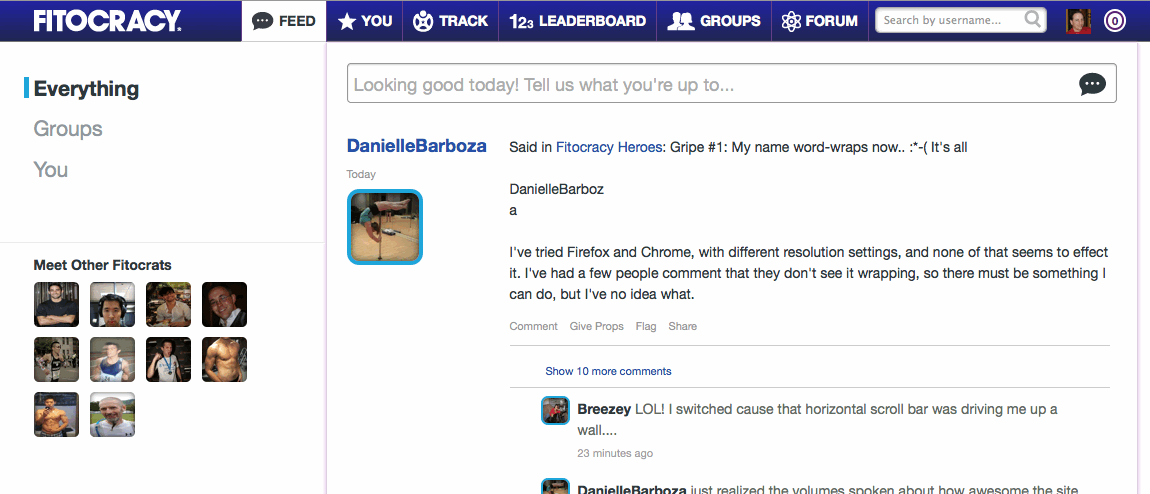 FITOCRACY.
FEED
YOU
TRACK
123 LEADERBOARD
GROUPS
FORUM
Search by username...
0
Everything
Groups
You
Meet Other Fitocrats
Looking good today! Tell us what you're up to...
DanielleBarboza
Today
Said in Fitocracy Heroes: Gripe #1: My name word-wraps now.. :*-( It's all
DanielleBarboz
a
I've tried Firefox and Chrome, with different resolution settings, and none of that seems to effect
it. I've had a few people comment that they don't see it wrapping, so there must be something I
can do, but I've no idea what.
Comment Give Props Flag Share
Show 10 more comments
Breezey LOL! I switched cause that horizontal scroll bar was driving me up a
wall....
23 minutes ago
DanielleBarboza just realized the volumes spoken about how awesome the site